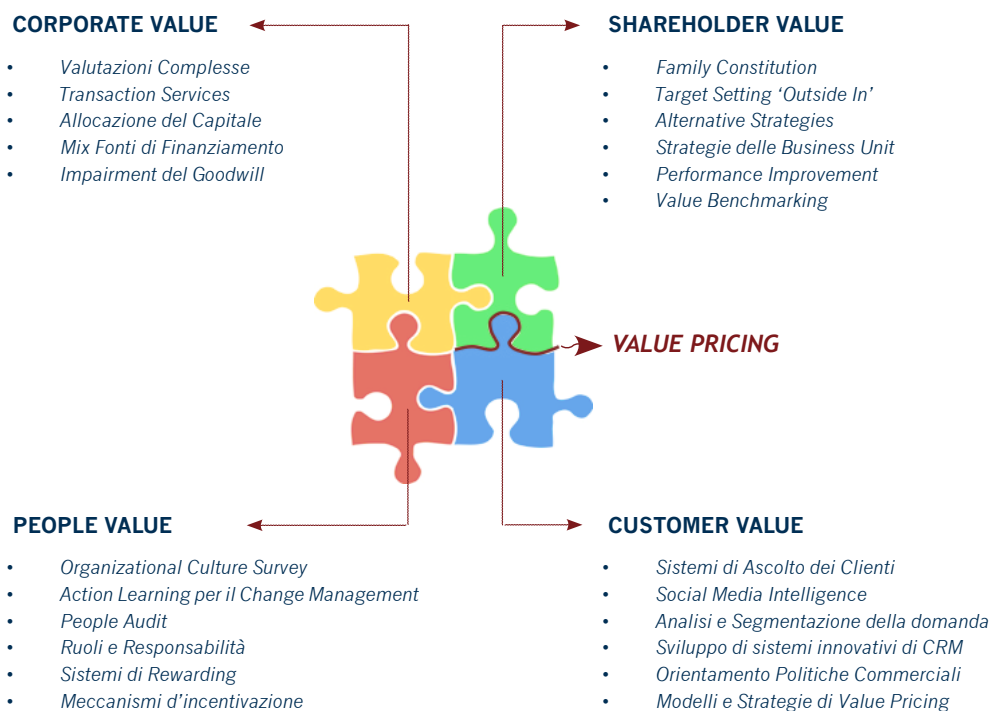 CORPORATE VALUE
• Valutazioni Complesse
• Transaction Services
• Allocazione del Capitale
• Mix Fonti di Finanziamento
• Impairment del Goodwill
SHAREHOLDER VALUE
• Family Constitution
• Target Setting ‘Outside In’
• Alternative Strategies
• Strategie delle Business Unit
• Performance Improvement
• Value Benchmarking
VALUE PRICING
PEOPLE VALUE
• Organizational Culture Survey
• Action Learning per il Change Management
• People Audit
• Ruoli e Responsabilità
• Sistemi di Rewarding
• Meccanismi d’incentivazione
CUSTOMER VALUE
• Sistemi di Ascolto dei Clienti
• Social Media Intelligence
• Analisi e Segmentazione della domanda
• Sviluppo di sistemi innovativi di CRM
• Orientamento Politiche Commerciali
• Modelli e Strategie di Value Pricing